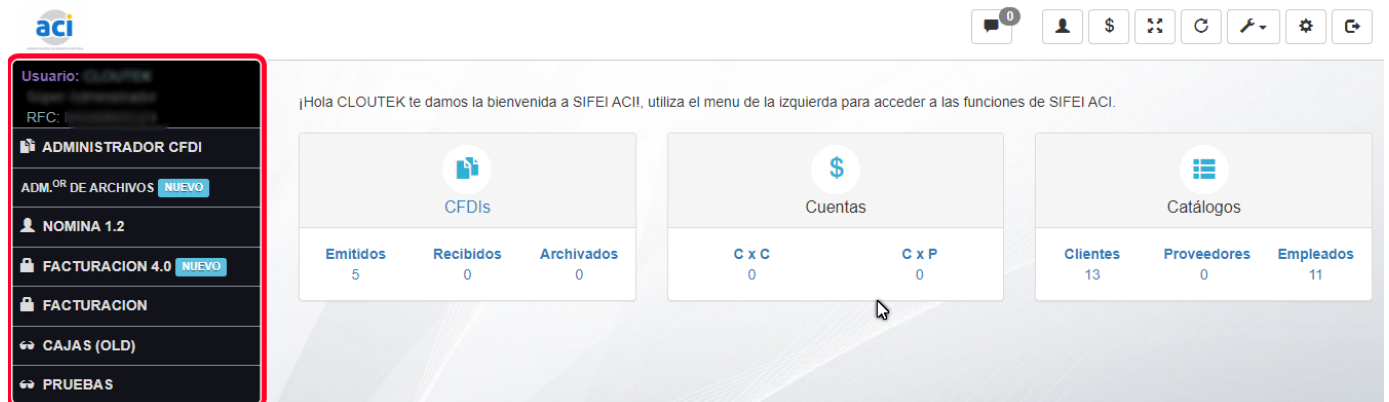 aci
0
$
Usuario: CLOUTEK
RFC:
ADMINISTRADOR CFDI
ADM.OR DE ARCHIVOS NUEVO
NOMINA 1.2
FACTURACION 4.0 NUEVO
FACTURACION
CAJAS (OLD)
PRUEBAS
¡Hola CLOUTEK te damos la bienvenida a SIFEI ACI!, utiliza el menu de la izquierda para acceder a las funciones de SIFEI ACI.
CFDIs
Emitidos Recibidos Archivados
5 0 0
$
Cuentas
C x C C x P
0 0
Catálogos
Clientes Proveedores Empleados
13 0 11